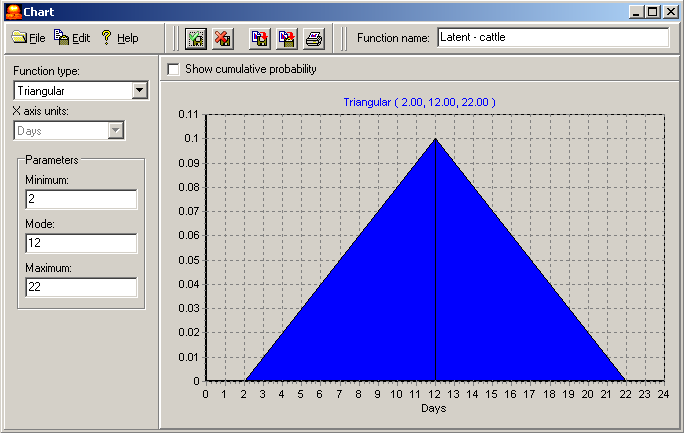 Chart
File Edit ? Help
Function name: Latent - cattle
Function type:
Triangular
X axis units:
Days
Parameters
Minimum:
2
Mode:
12
Maximum:
22
Show cumulative probability
Triangular ( 2.00, 12.00, 22.00 )
0.11
0.1
0.09
0.08
0.07
0.06
0.05
0.04
0.03
0.02
0.01
0
0 1 2 3 4 5 6 7 8 9 10 11 12 13 14 15 16 17 18 19 20 21 22 23 24
Days